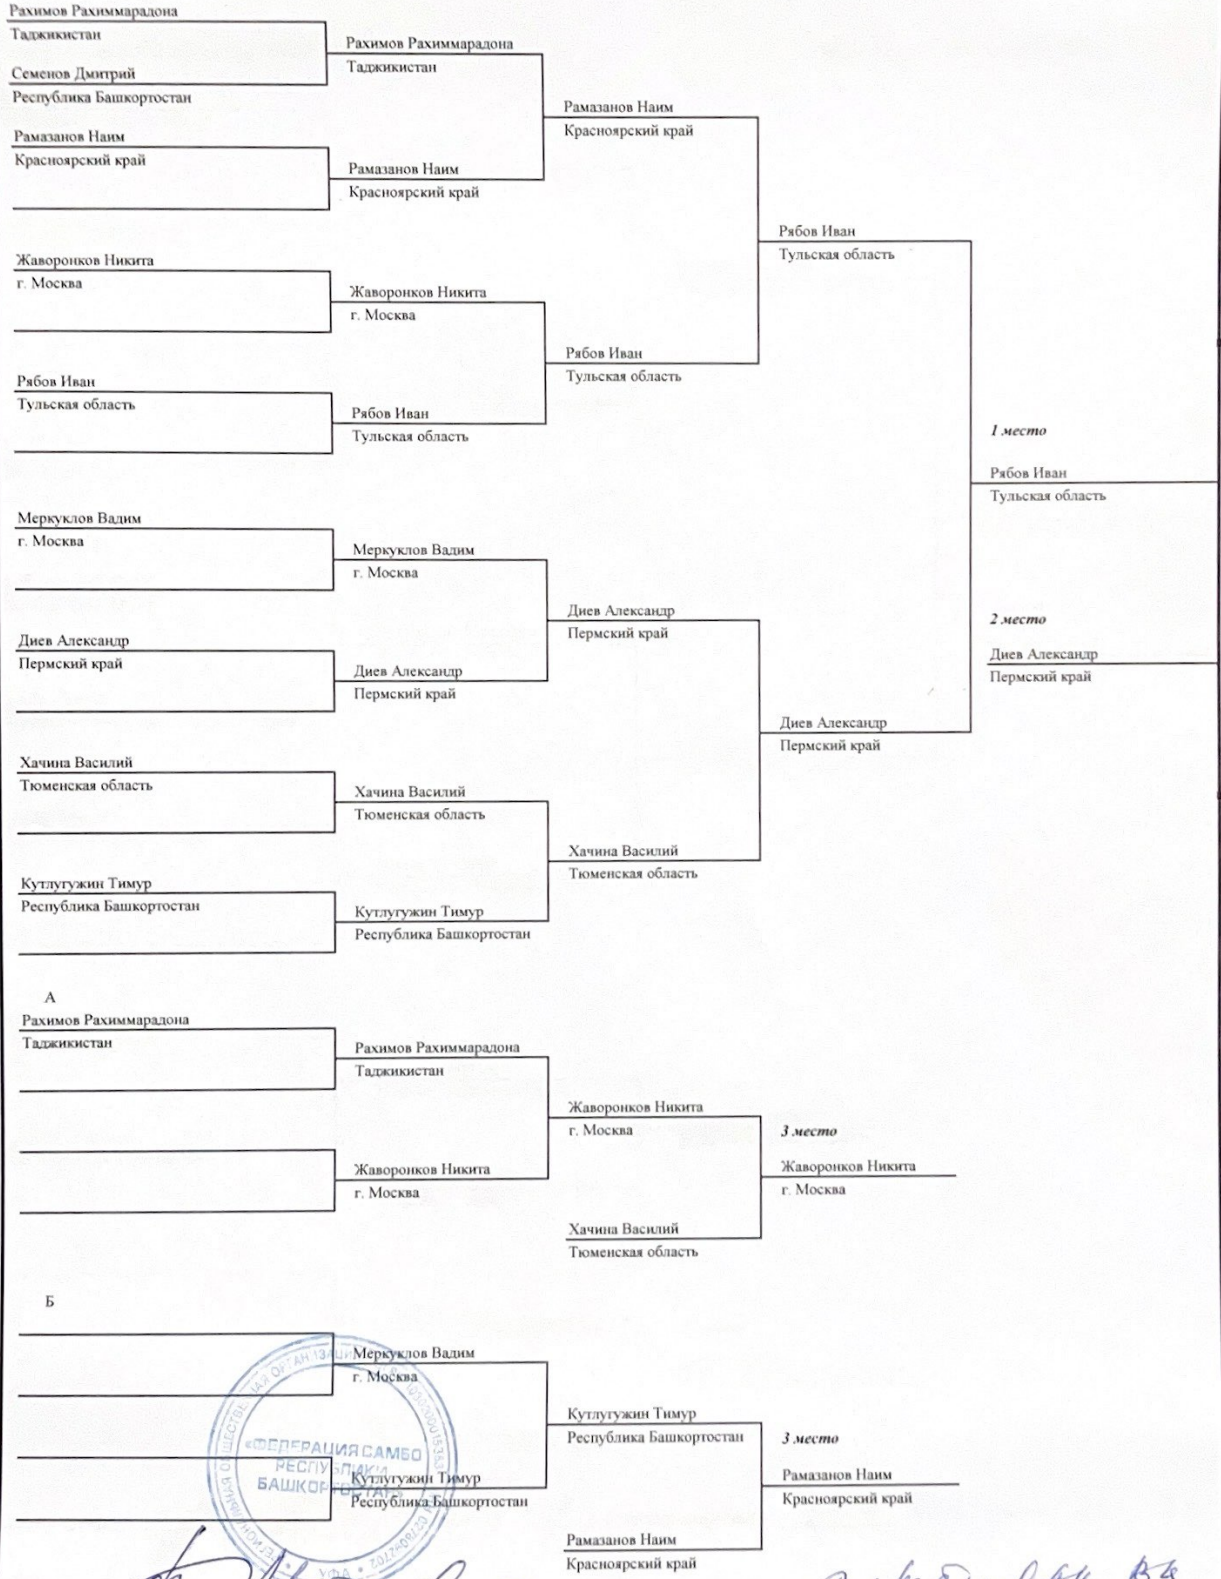 Рахимов Рахиммарадона
Таджикистан
Семенов Дмитрий
Республика Башкортостан
Рамазанов Наим
Красноярский край
Жаворонков Никита
г. Москва
Рябов Иван
Тульская область
Меркуклов Вадим
г. Москва
Диев Александр
Пермский край
Хачина Василий
Тюменская область
Кутлугужин Тимур
Республика Башкортостан
Рахимов Рахиммарадона
Таджикистан
Рамазанов Наим
Красноярский край
Жаворонков Никита
г. Москва
Рябов Иван
Тульская область
Меркуклов Вадим
г. Москва
Диев Александр
Пермский край
Хачина Василий
Тюменская область
Кутлугужин Тимур
Республика Башкортостан
Рамазанов Наим
Красноярский край
Рябов Иван
Тульская область
Диев Александр
Пермский край
Хачина Василий
Тюменская область
Рябов Иван
Тульская область
Диев Александр
Пермский край
1 место
Рябов Иван
Тульская область
2 место
Диев Александр
Пермский край
А
Рахимов Рахиммарадона
Таджикистан
Рахимов Рахиммарадона
Таджикистан
Жаворонков Никита
г. Москва
Жаворонков Никита
г. Москва
Хачина Василий
Тюменская область
3 место
Жаворонков Никита
г. Москва
Б
Меркуклов Вадим
г. Москва
Кутлугужин Тимур
Республика Башкортостан
Кутлугужин Тимур
Республика Башкортостан
Рамазанов Наим
Красноярский край
3 место
Рамазанов Наим
Красноярский край
«ФЕДЕРАЦИЯ САМБО
РЕСПУБЛИКИ
БАШКОРТОСТАН»
УФА